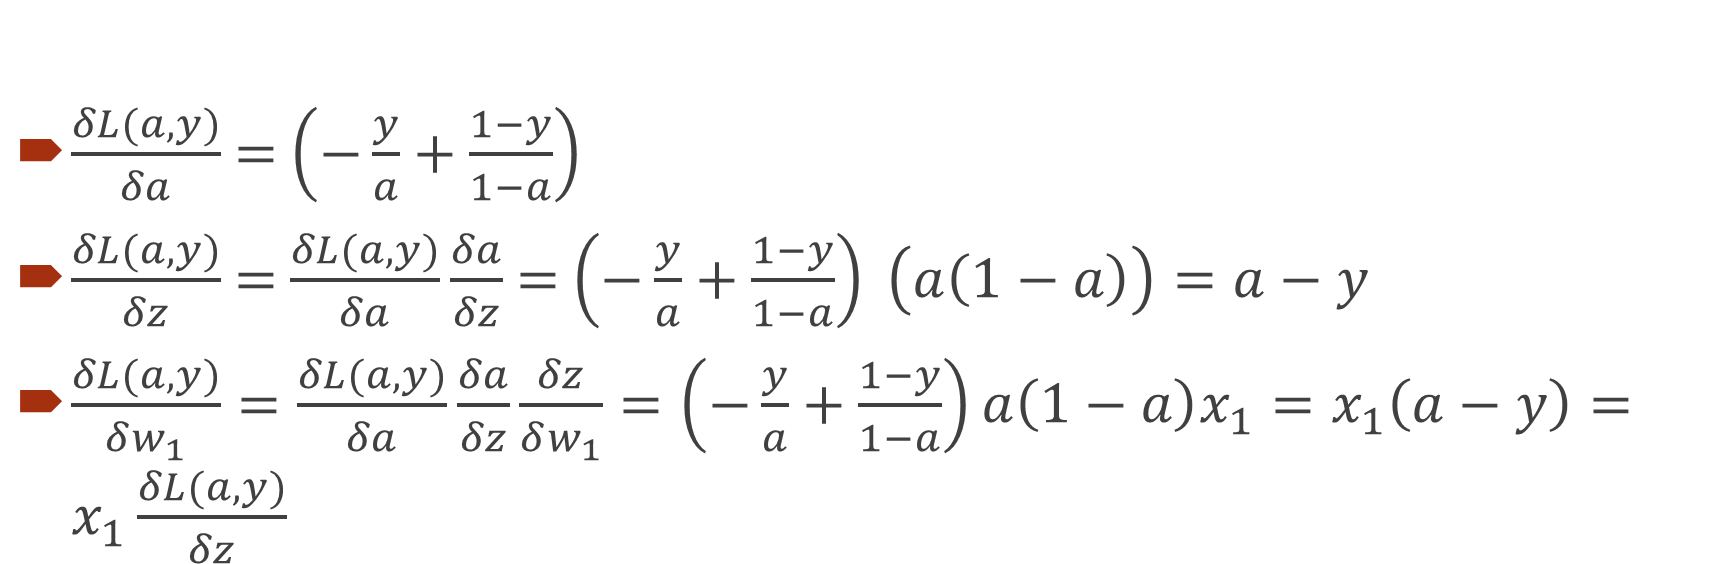 δL(a,y)/δa = (− y/a + (1−y)/(1−a))
δL(a,y)/δz = δL(a,y)/δa δa/δz = (− y/a + (1−y)/(1−a)) (a(1 − a)) = a − y
δL(a,y)/δw₁ = δL(a,y)/δa δa/δz δz/δw₁ = (− y/a + (1−y)/(1−a)) a(1 − a)x₁ = x₁(a − y) =
x₁ δL(a,y)/δz